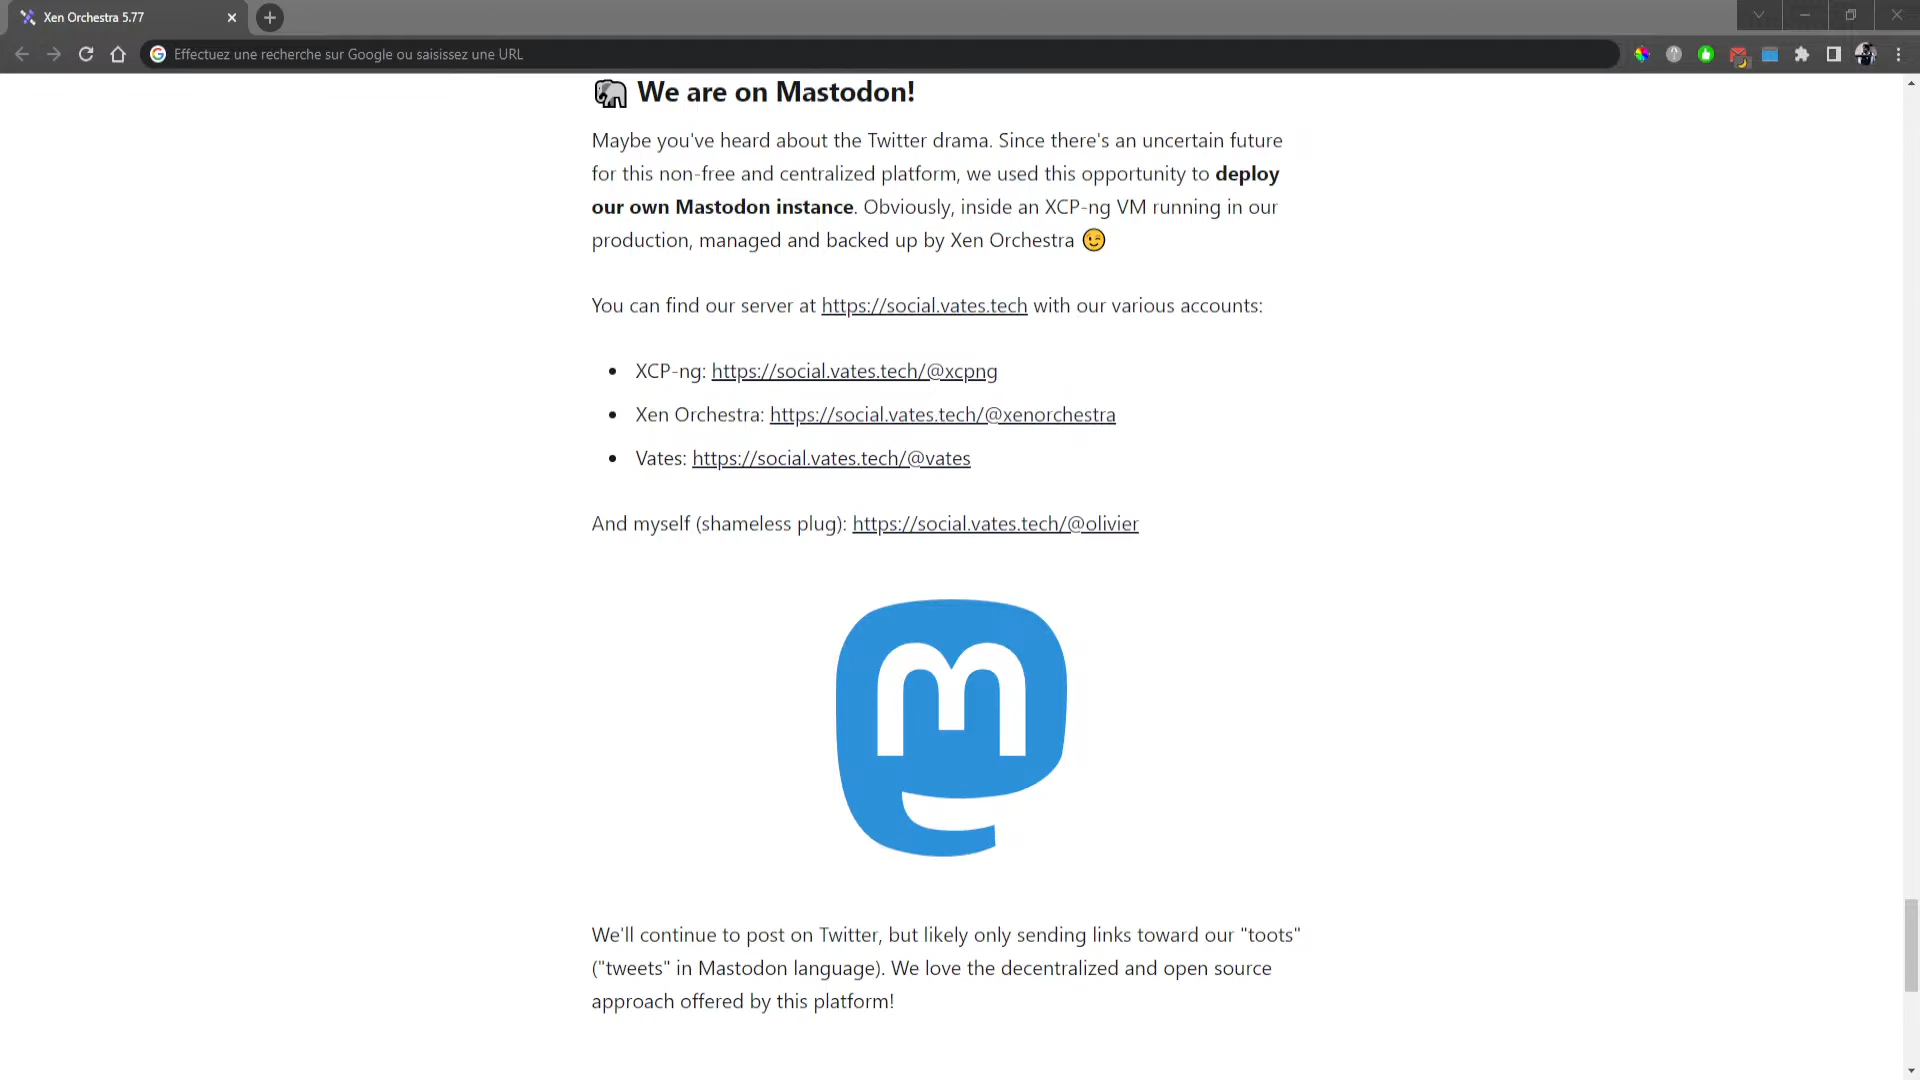 Xen Orchestra 5.77
Effectuez une recherche sur Google ou saisissez une URL
We are on Mastodon!
Maybe you've heard about the Twitter drama. Since there's an uncertain future
for this non-free and centralized platform, we used this opportunity to deploy
our own Mastodon instance. Obviously, inside an XCP-ng VM running in our
production, managed and backed up by Xen Orchestra 😉
You can find our server at https://social.vates.tech with our various accounts:
• XCP-ng: https://social.vates.tech/@xcpng
• Xen Orchestra: https://social.vates.tech/@xenorchestra
• Vates: https://social.vates.tech/@vates
And myself (shameless plug): https://social.vates.tech/@olivier
m
We'll continue to post on Twitter, but likely only sending links toward our "toots"
("tweets" in Mastodon language). We love the decentralized and open source
approach offered by this platform!